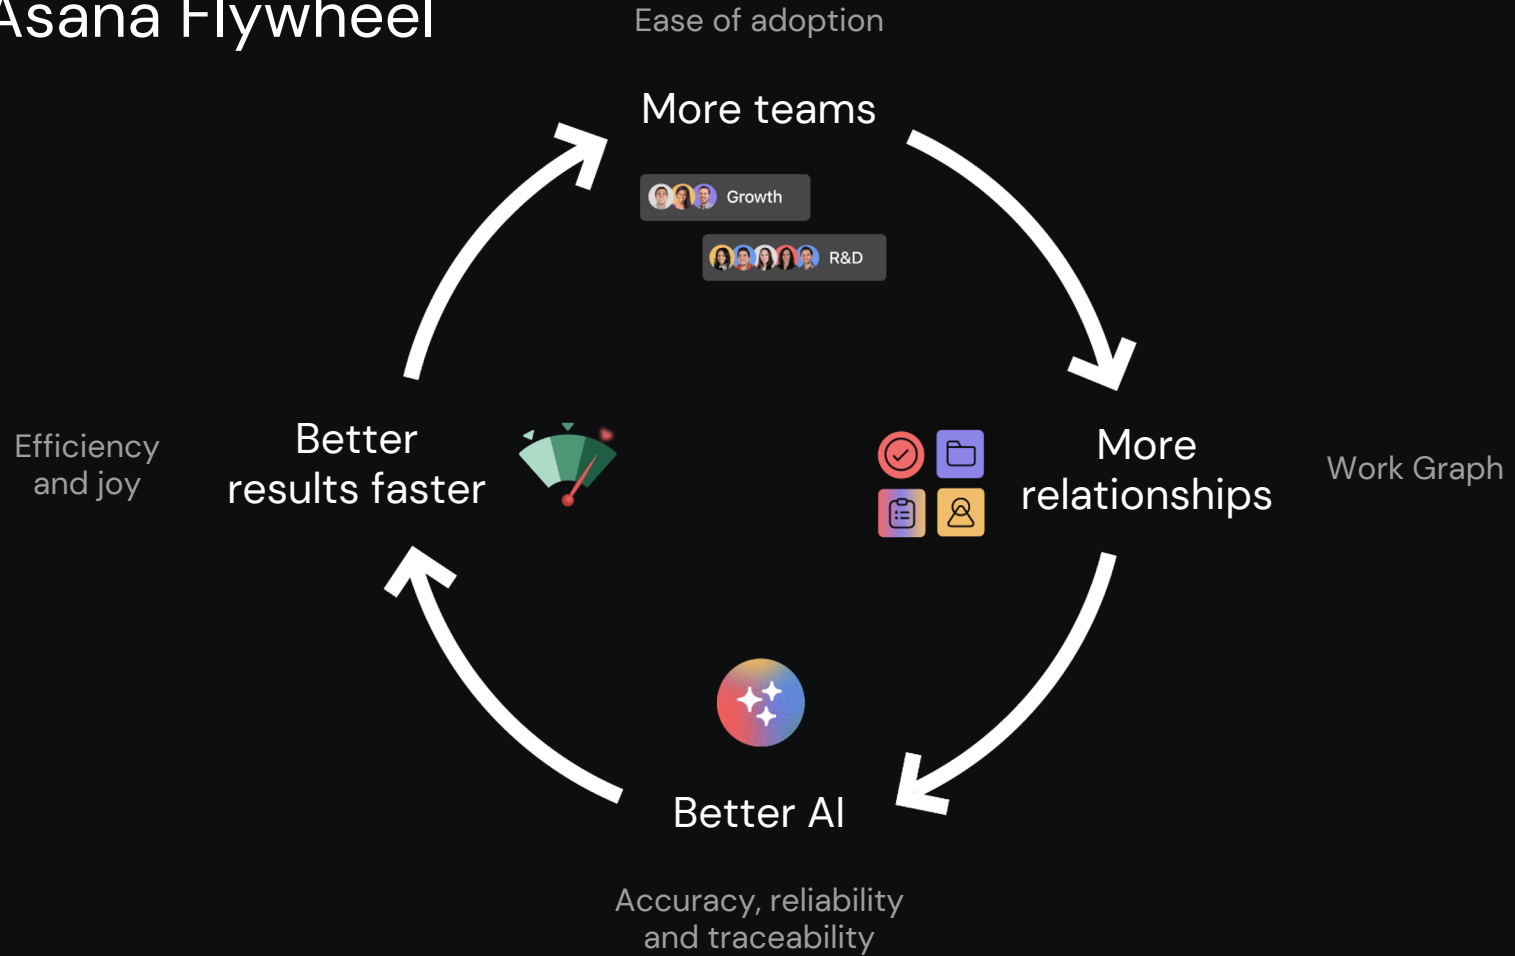 Asana Flywheel
Ease of adoption
More teams
Growth
R&D
Efficiency
and joy
Better
results faster
More
relationships
Work Graph
Better AI
Accuracy, reliability
and traceability